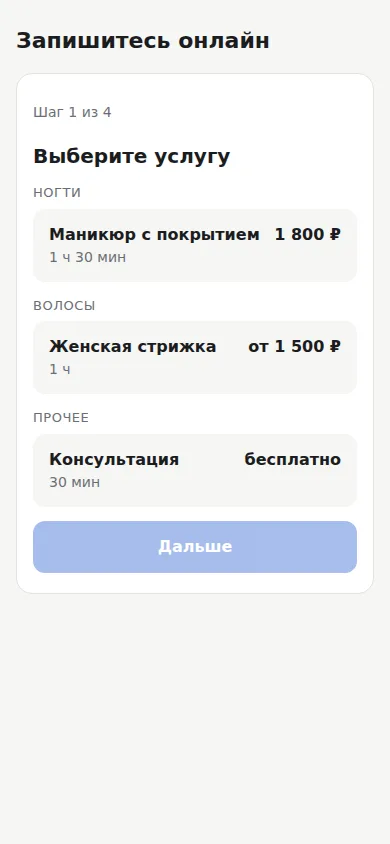 Запишитесь онлайн
Шаг 1 из 4
Выберите услугу
НОГТИ
Маникюр с покрытием 1 800 ₽
1 ч 30 мин
ВОЛОСЫ
Женская стрижка от 1 500 ₽
1 ч
ПРОЧЕЕ
Консультация бесплатно
30 мин
Дальше